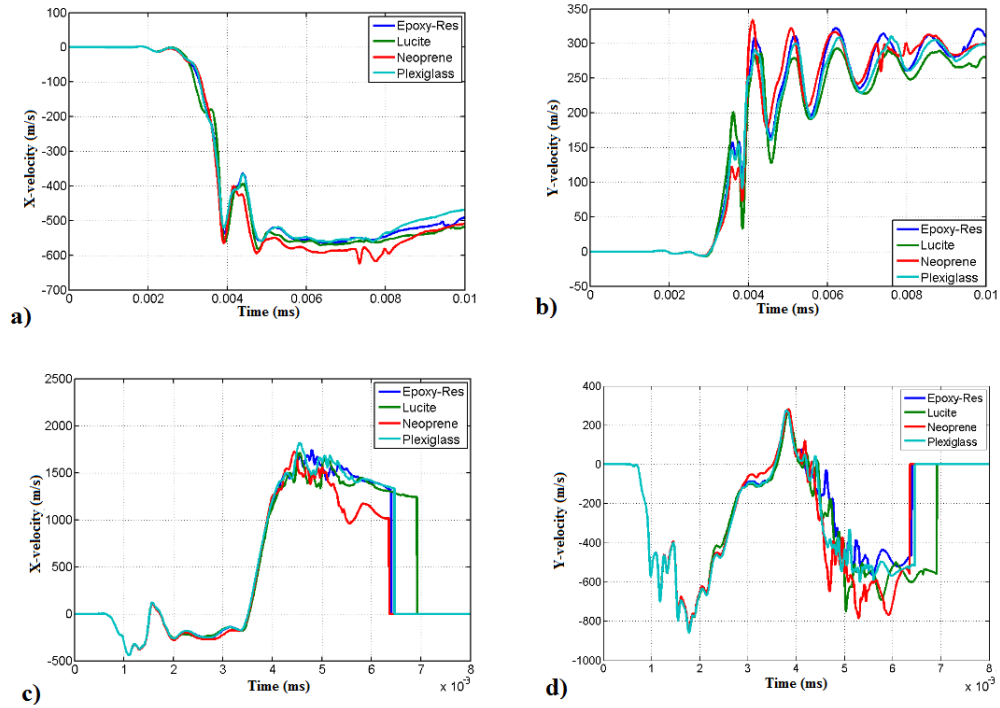 100
0
-100
-200
-300
-400
-500
-600
-700
X-velocity (m/s)
Epoxy-Res
Lucite
Neoprene
Plexiglass
0
0.002
0.004
0.006
0.008
0.01
Time (ms)
a)
350
300
250
200
150
100
50
0
-50
Y-velocity (m/s)
Epoxy-Res
Lucite
Neoprene
Plexiglass
0
0.002
0.004
0.006
0.008
0.01
Time (ms)
b)
2500
2000
1500
1000
500
0
-500
X-velocity (m/s)
Epoxy-Res
Lucite
Neoprene
Plexiglass
0
1
2
3
4
5
6
7
8
Time (ms)
x 10⁻³
c)
400
200
0
-200
-400
-600
-800
-1000
Y-velocity (m/s)
Epoxy-Res
Lucite
Neoprene
Plexiglass
0
1
2
3
4
5
6
7
8
Time (ms)
x 10⁻³
d)